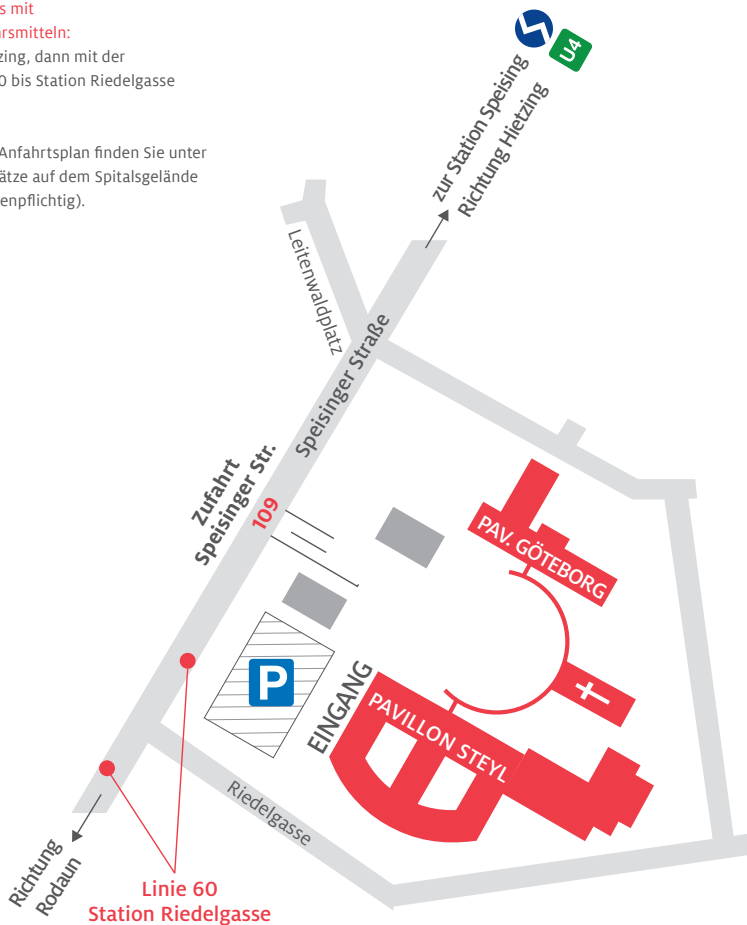 s mit
rsmitteln:
zing, dann mit der
0 bis Station Riedelgasse
Anfahrtsplan finden Sie unter
ätze auf dem Spitalsgelände
enpflichtig).
U4
zur Station Speising
Richtung Hietzing
Leitenwaldplatz
Speisinger Straße
Zufahrt
Speisinger Str.
109
PAV. GÖTEBORG
P
EINGANG
PAVILLON STEYL
Riedelgasse
Richtung
Rodaun
Linie 60
Station Riedelgasse